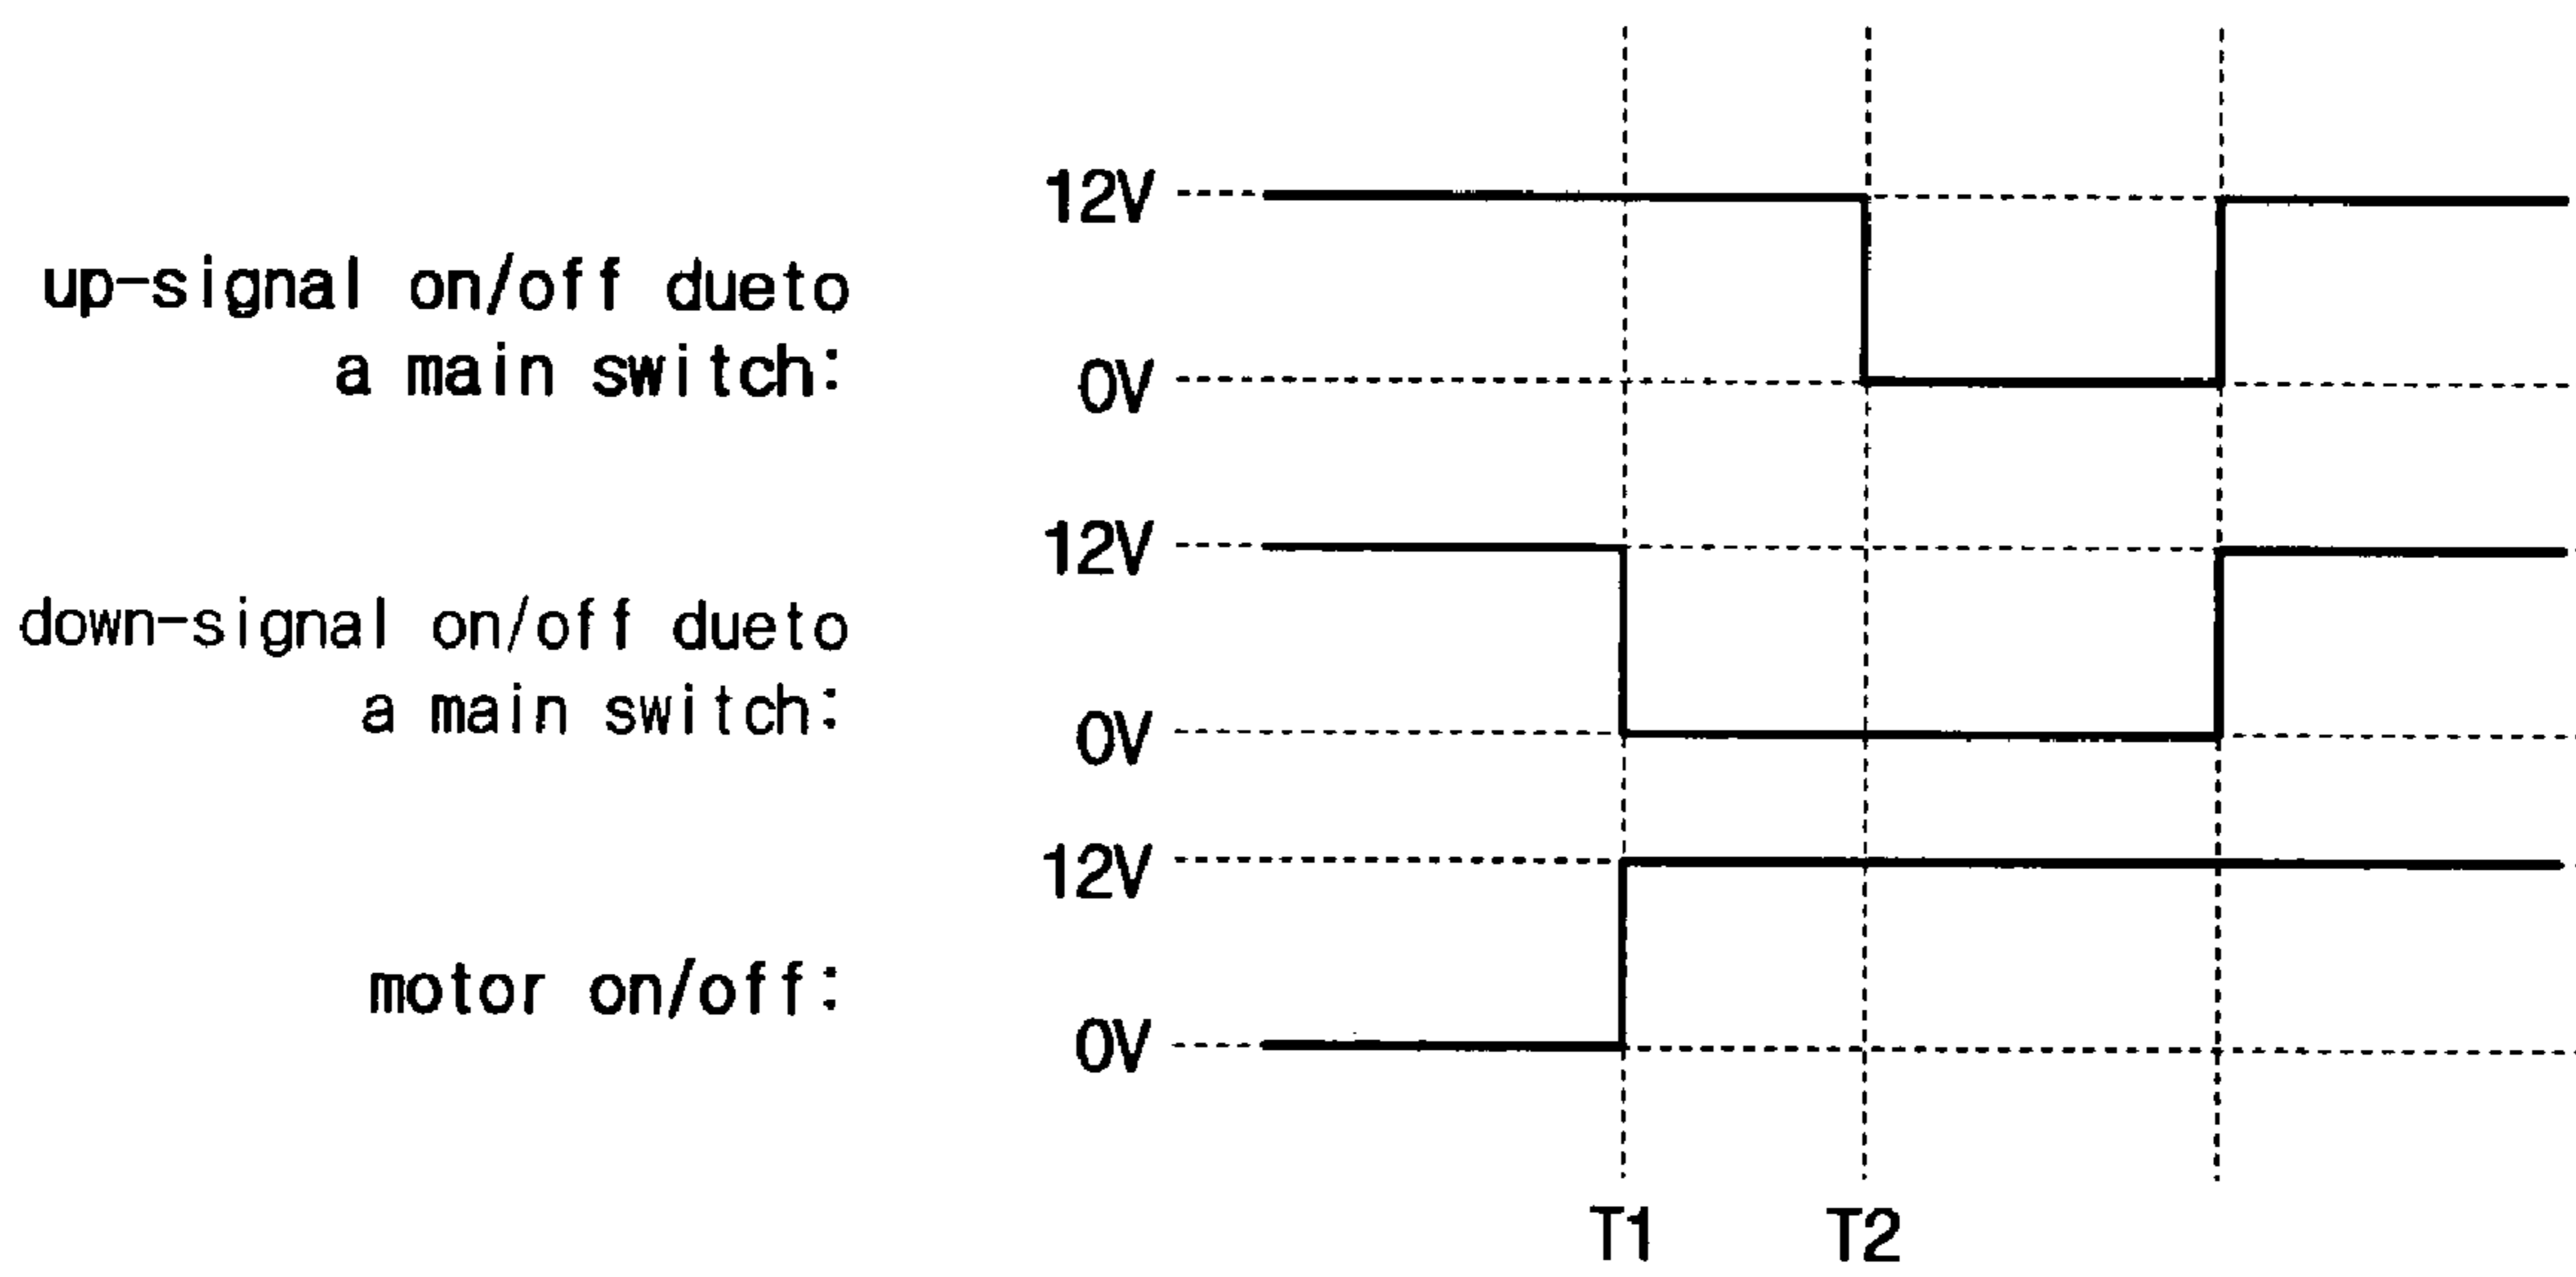 12V
up-signal on/off dueto
a main switch:
0V
12V
down-signal on/off dueto
a main switch:
0V
12V
motor on/off:
0V
T1 T2